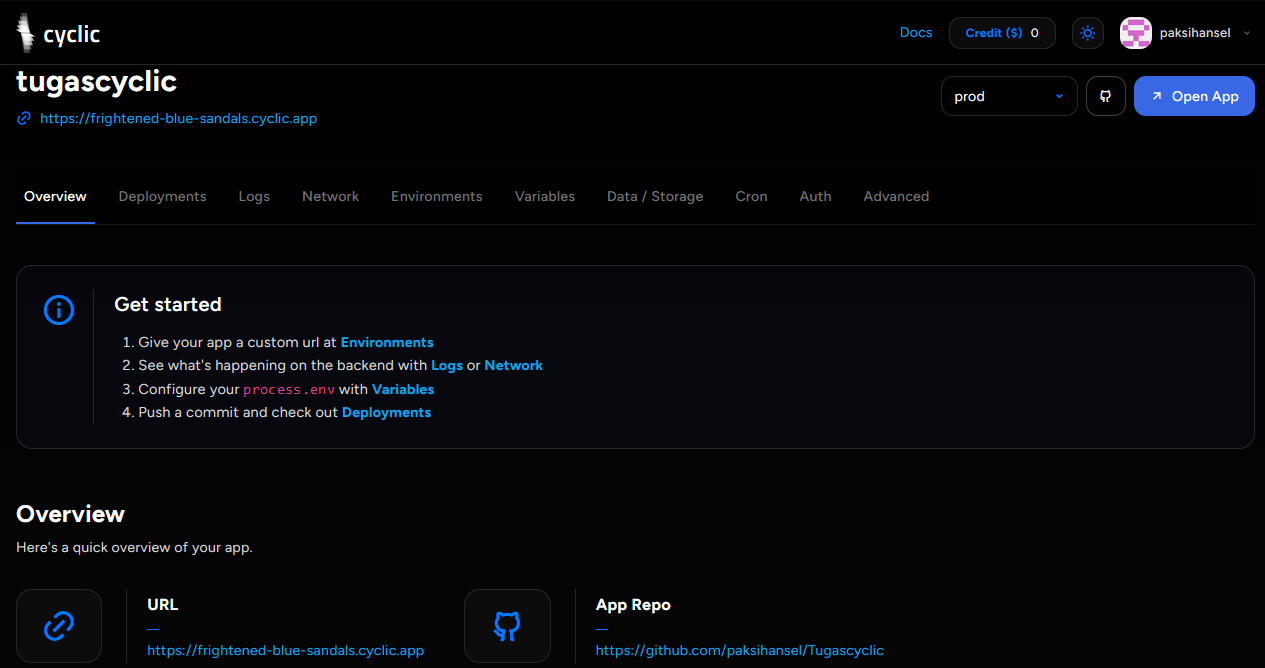 cyclic
Docs
Credit ($) 0
paksihansel
tugascyclic
https://frightened-blue-sandals.cyclic.app
prod
Open App
Overview Deployments Logs Network Environments Variables Data / Storage Cron Auth Advanced
Get started
1. Give your app a custom url at Environments
2. See what's happening on the backend with Logs or Network
3. Configure your process.env with Variables
4. Push a commit and check out Deployments
Overview
Here's a quick overview of your app.
URL
https://frightened-blue-sandals.cyclic.app
App Repo
https://github.com/paksihansel/Tugascyclic